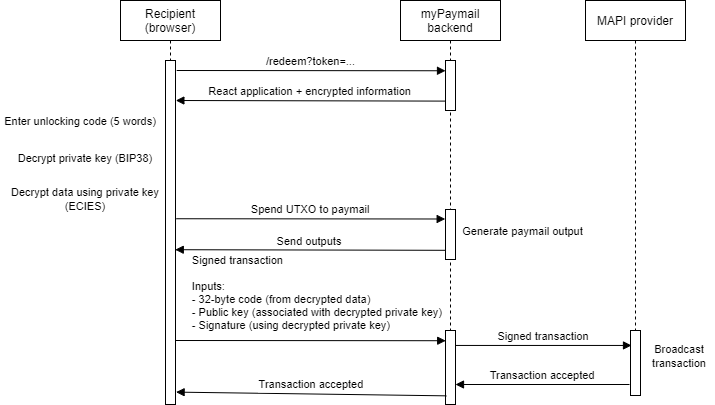 Recipient
(browser)
myPaymail
backend
MAPI provider
/redeem?token=...
React application + encrypted information
Enter unlocking code (5 words)
Decrypt private key (BIP38)
Decrypt data using private key
(ECIES)
Spend UTXO to paymail
Generate paymail output
Send outputs
Signed transaction
Inputs:
- 32-byte code (from decrypted data)
- Public key (associated with decrypted private key)
- Signature (using decrypted private key)
Signed transaction
Broadcast
transaction
Transaction accepted
Transaction accepted